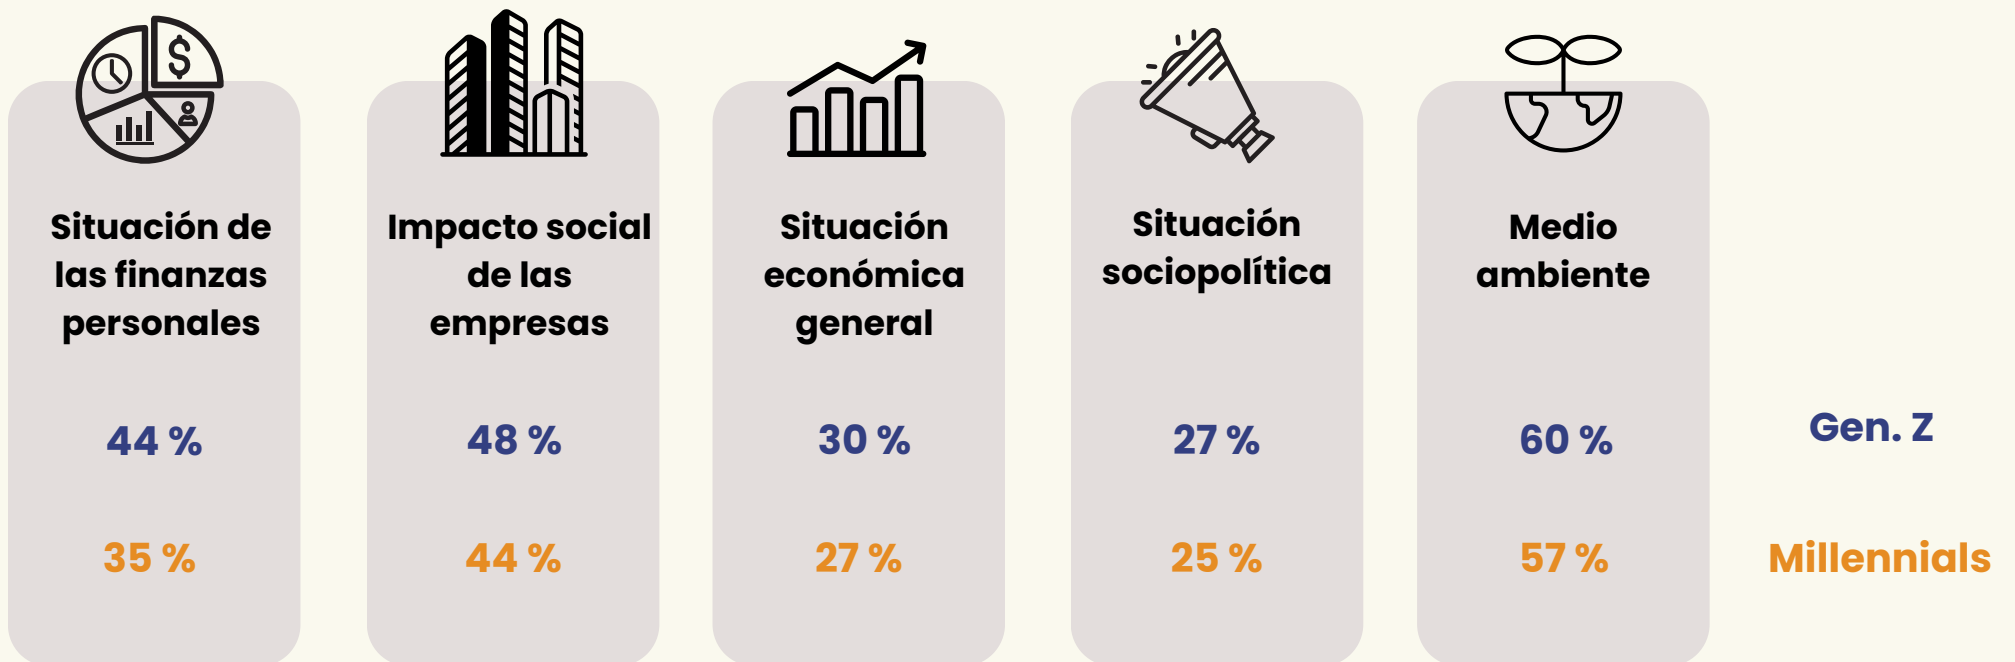 Situación de
las finanzas
personales
Impacto social
de las
empresas
Situación
económica
general
Situación
sociopolítica
Medio
ambiente
44 %
48 %
30 %
27 %
60 %
Gen. Z
35 %
44 %
27 %
25 %
57 %
Millennials